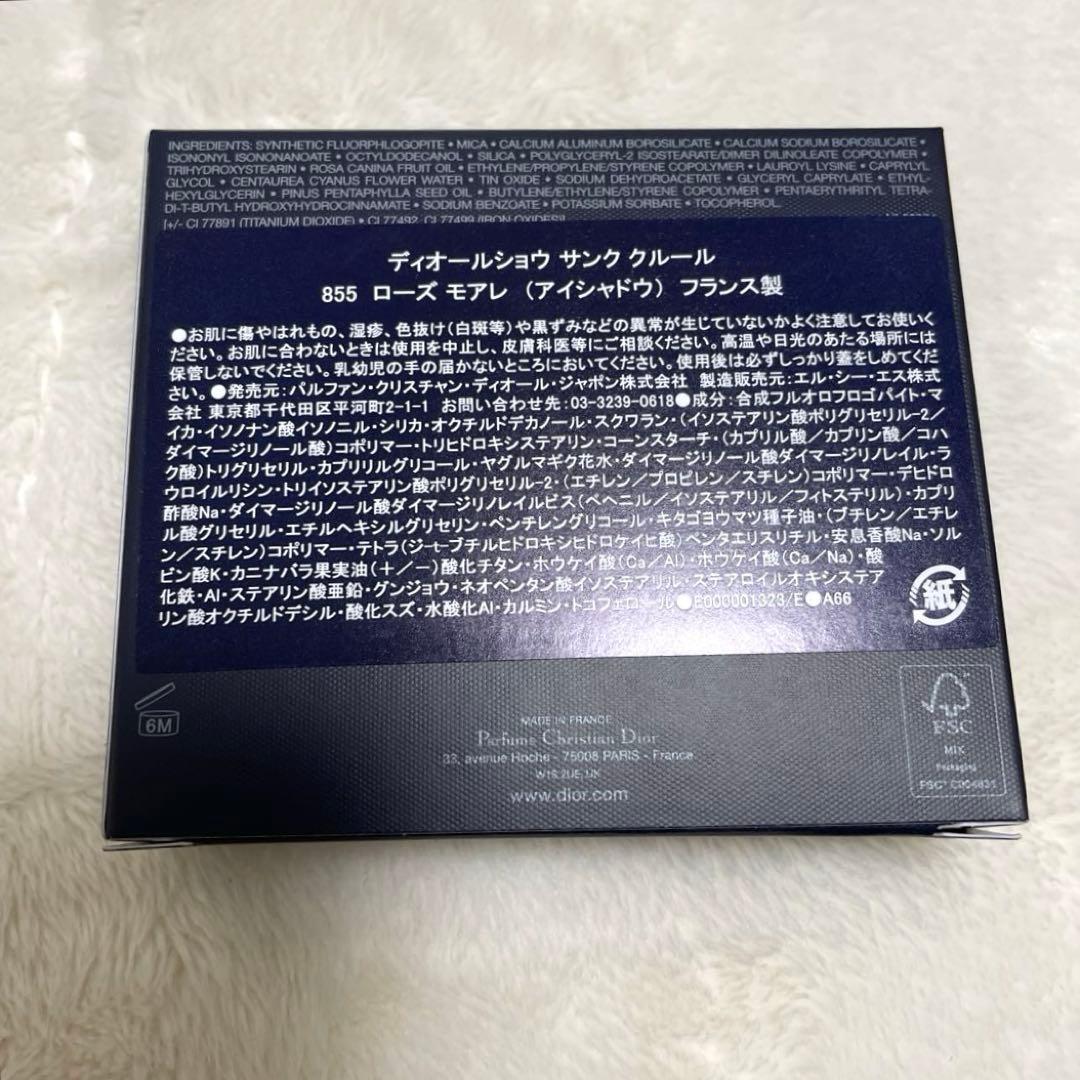 INGREDIENTS: SYNTHETIC FLUORPHLOGOPITE • MICA • CALCIUM ALUMINUM BOROSILICATE • CALCIUM SODIUM BOROSILICATE •
ISONONYL ISONONANOATE • OCTYLDODECANOL • SILICA • POLYGLYCERYL-2 ISOSTEARATE/DIMER DILINOLEATE COPOLYMER •
TRIHYDROXYSTEARIN • ROSA CANINA FRUIT OIL • ETHYLENE/PROPYLENE/STYRENE COPOLYMER • LAUROYL LYSINE • CAPRYLYL
GLYCOL • CENTAUREA CYANUS FLOWER WATER • TIN OXIDE • SODIUM DEHYDROACETATE • GLYCERYL CAPRYLATE • ETHYL-
HEXYLGLYCERIN • PINUS PENTAPHYLLA SEED OIL • BUTYLENE/ETHYLENE/STYRENE COPOLYMER • PENTAERYTHRITYL TETRA-
DI-T-BUTYL HYDROXYHYDROCINNAMATE • SODIUM BENZOATE • POTASSIUM SORBATE • TOCOPHEROL.
[+/- CI 77891 (TITANIUM DIOXIDE) • CI 77492, CI 77499 (IRON OXIDES)]
ディオールショウ サンク クルール
855 ローズ モアレ (アイシャドウ) フランス製
●お肌に傷やはれもの、湿疹、色抜け(白斑等)や黒ずみなどの異常が生じていないかよく注意してお使いく
ださい。お肌に合わないときは使用を中止し、皮膚科医等にご相談ください。高温や日光のあたる場所には
保管しないでください。乳幼児の手の届かないところにおいてください。使用後は必ずしっかり蓋をしめてくだ
さい。●発売元:パルファン・クリスチャン・ディオール・ジャポン株式会社 製造販売元:エル・シー・エス株式
会社 東京都千代田区平河町2-1-1 お問い合わせ先:03-3239-0618●成分:合成フルオロフロゴパイト・マ
イカ・イソノナン酸イソノニル・シリカ・オクチルドデカノール・スクワラン・(イソステアリン酸ポリグリセリル-2/
ダイマージリノール酸)コポリマー・トリヒドロキシステアリン・コーンスターチ・(カプリル酸/カプリン酸/コハ
ク酸)トリグリセリル・カプリリルグリコール・ヤグルマギク花水・ダイマージリノール酸ダイマージリノレイル・ラ
ウロイルリシン・トリイソステアリン酸ポリグリセリル-2・(エチレン/プロピレン/スチレン)コポリマー・デヒドロ
酢酸Na・ダイマージリノール酸ダイマージリノレイルビス(ベヘニル/イソステアリル/フィトステリル)・カプリ
ル酸グリセリル・エチルヘキシルグリセリン・ペンチレングリコール・キタゴヨウマツ種子油・(ブチレン/エチレ
ン/スチレン)コポリマー・テトラ(ジ-t-ブチルヒドロキシヒドロケイヒ酸)ペンタエリスリチル・安息香酸Na・ソル
ビン酸K・カニナバラ果実油(+/-)酸化チタン・ホウケイ酸(Ca/Al)・ホウケイ酸(Ca/Na)・酸
化鉄・Al・ステアリン酸亜鉛・グンジョウ・ネオペンタン酸イソステアリル・ステアロイルオキシステア
リン酸オクチルドデシル・酸化スズ・水酸化Al・カルミン・トコフェロール●E000001323/E●A66
紙
6M
MADE IN FRANCE
Parfums Christian Dior
33, avenue Hoche - 75008 PARIS - France
W1S 2UE, UK
www.dior.com
FSC
MIX
Packaging
FSC® C004831